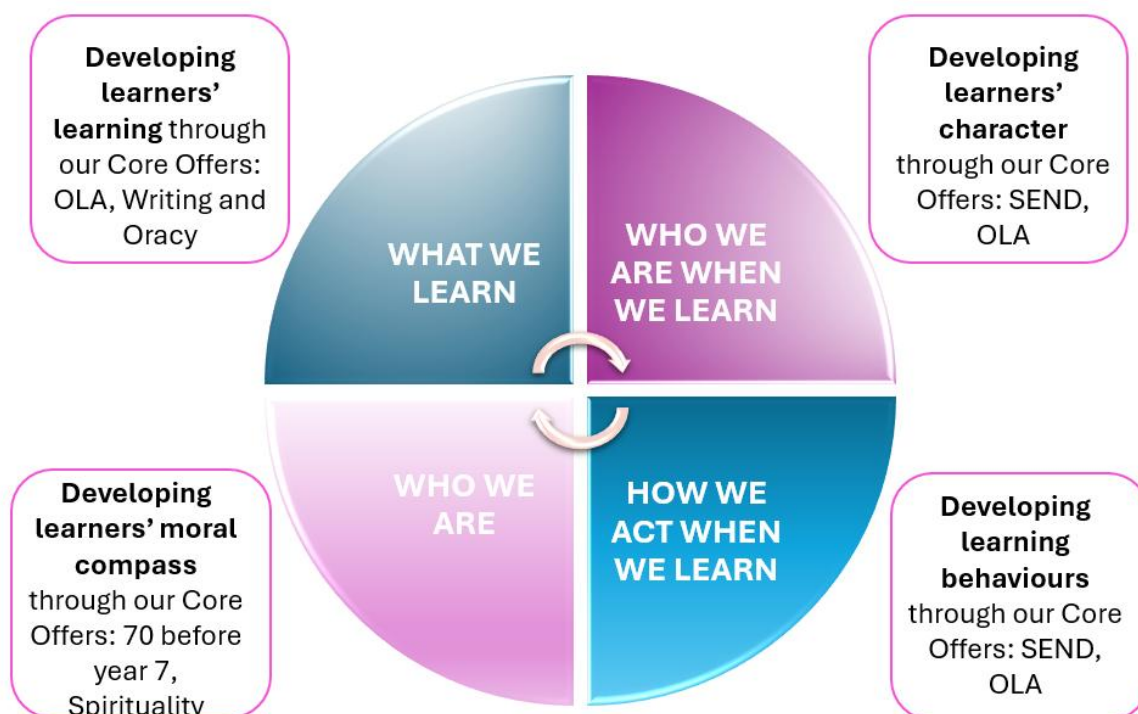 Developing
learners’
learning through
our Core Offers:
OLA, Writing and
Oracy
Developing
learners’
character
through our Core
Offers: SEND,
OLA
WHAT WE
LEARN
WHO WE
ARE WHEN
WE LEARN
WHO WE
ARE
HOW WE
ACT WHEN
WE LEARN
Developing
learners’ moral
compass
through our Core
Offers: 70 before
year 7,
Spirituality
Developing
learning
behaviours
through our Core
Offers: SEND,
OLA